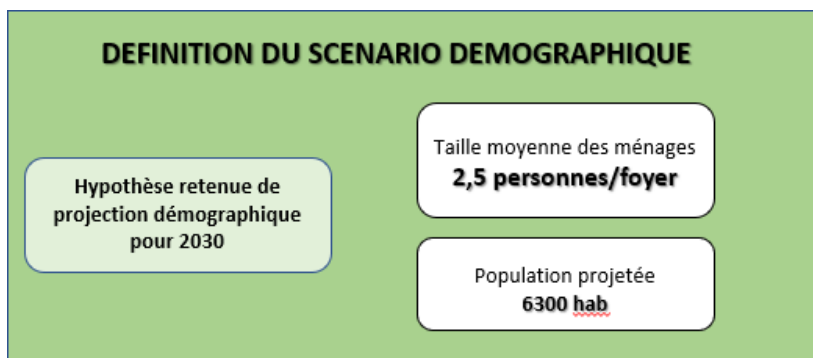 DEFINITION DU SCENARIO DEMOGRAPHIQUE
Hypothèse retenue de
projection démographique
pour 2030
Taille moyenne des ménages
2,5 personnes/foyer
Population projetée
6300 hab